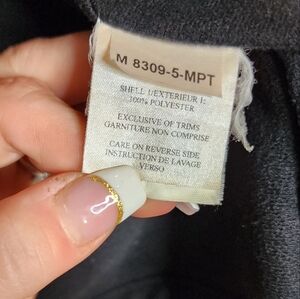 M 8309-5-MPT
SHELL L'EXTERIEUR I:
100% POLYESTER
EXCLUSIVE OF TRIMS
GARNITURE NON COMPRISE
CARE ON REVERSE SIDE
INSTRUCTION DE LAVAGE
VERSO